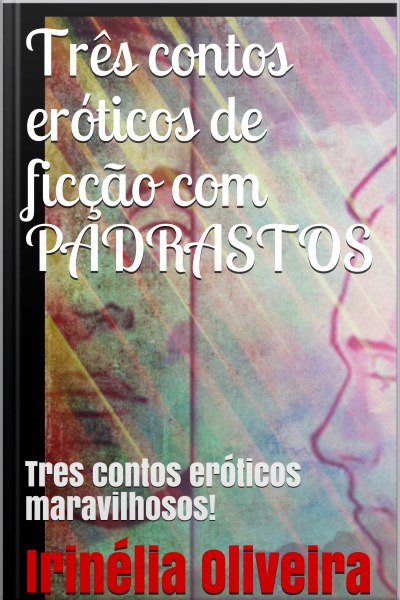 Três contos
eróticos de
ficção com
PADRASTOS
Tres contos eróticos
maravilhosos!
Irinélia Oliveira